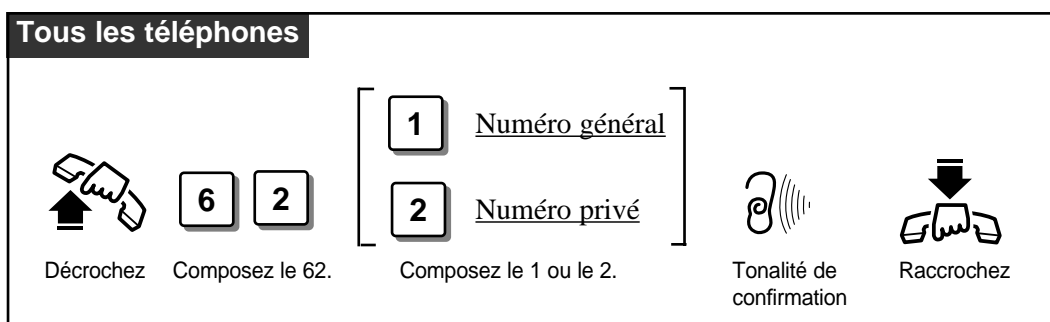 Tous les téléphones
1 Numéro général
6 2
2 Numéro privé
Décrochez
Composez le 62.
Composez le 1 ou le 2.
Tonalité de
confirmation
Raccrochez